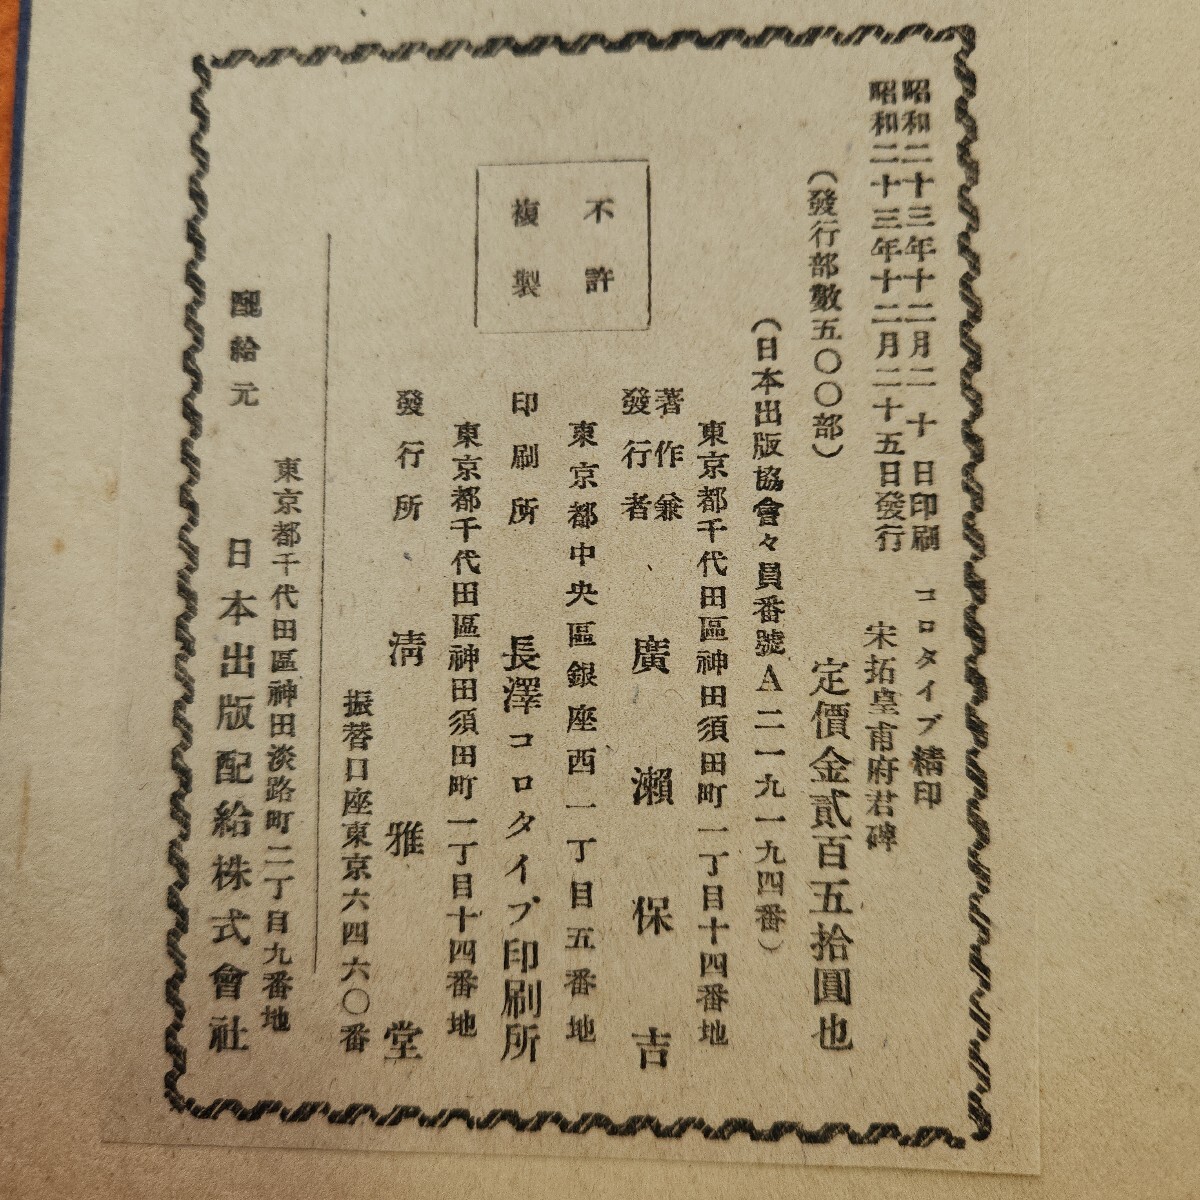 昭和二十三年十二月二十日印刷
昭和二十三年十二月二十五日發行
コロタイプ精印
宋拓皇甫府君碑
(發行部數五〇〇部)
定價金貳百五拾圓也
(日本出版協會々員番號A二一九一九四番)
東京都千代田區神田須田町一丁目十四番地
著作兼
發行者
廣瀨保吉
不許
複製
東京都中央區銀座西一丁目五番地
印刷所 長澤コロタイプ印刷所
東京都千代田區神田須田町一丁目十四番地
發行所 淸雅堂
振替口座東京六四六〇番
東京都千代田區神田淡路町二丁目九番地
配給元 日本出版配給株式會社